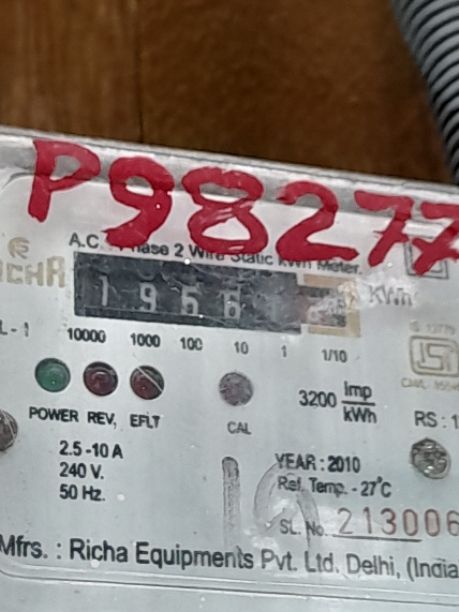 P98277
A.C. Phase 2 Wire Static kWh Meter.
RICHA
1966
KWh
L-1
10000 1000 100 10 1 1/10
3200 Imp/kWh
POWER REV, EFLT
CAL
RS : 1
2.5 -10 A
240 V.
50 Hz.
YEAR : 2010
Ref. Temp. - 27°C
SL. No. 213006
Mfrs. : Richa Equipments Pvt. Ltd. Delhi, (India